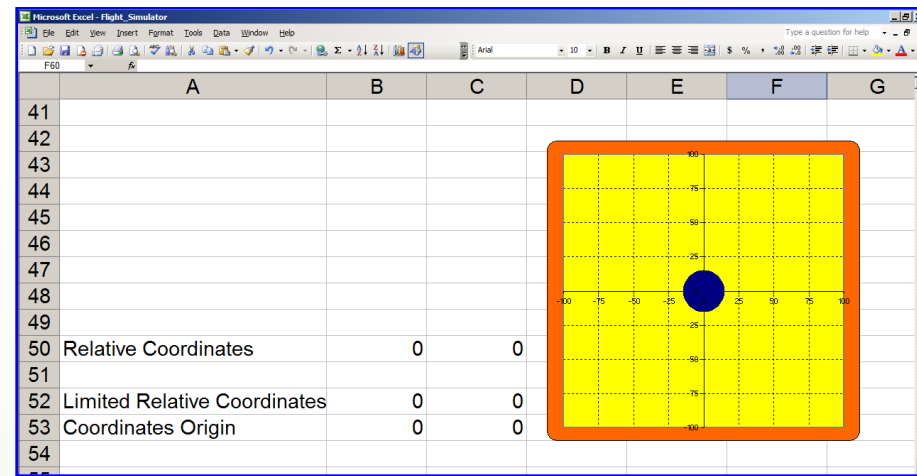 Microsoft Excel - Flight_Simulator
File Edit View Insert Format Tools Data Window Help Type a question for help
Arial 10 B I U $ % ,
F60 fx
A B C D E F G
41
42
43
44
45
46
47
48
49
50 Relative Coordinates 0 0
51
52 Limited Relative Coordinates 0 0
53 Coordinates Origin 0 0
54
100
75
50
25
-100 -75 -50 -25 25 50 75 100
-25
-50
-75
-100